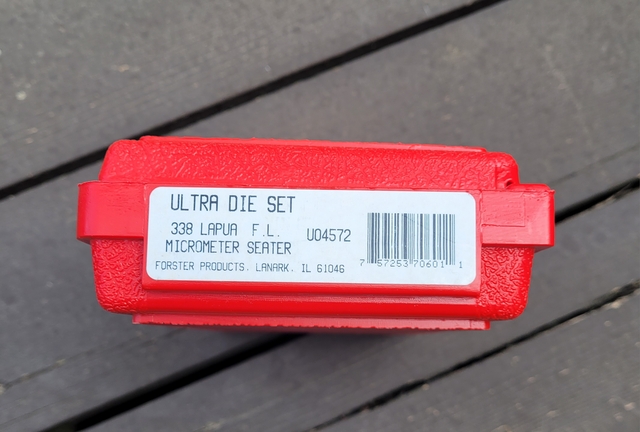 ULTRA DIE SET
338 LAPUA F.L. U04572
MICROMETER SEATER
FORSTER PRODUCTS, LANARK, IL 61046
7 57253 70601 1